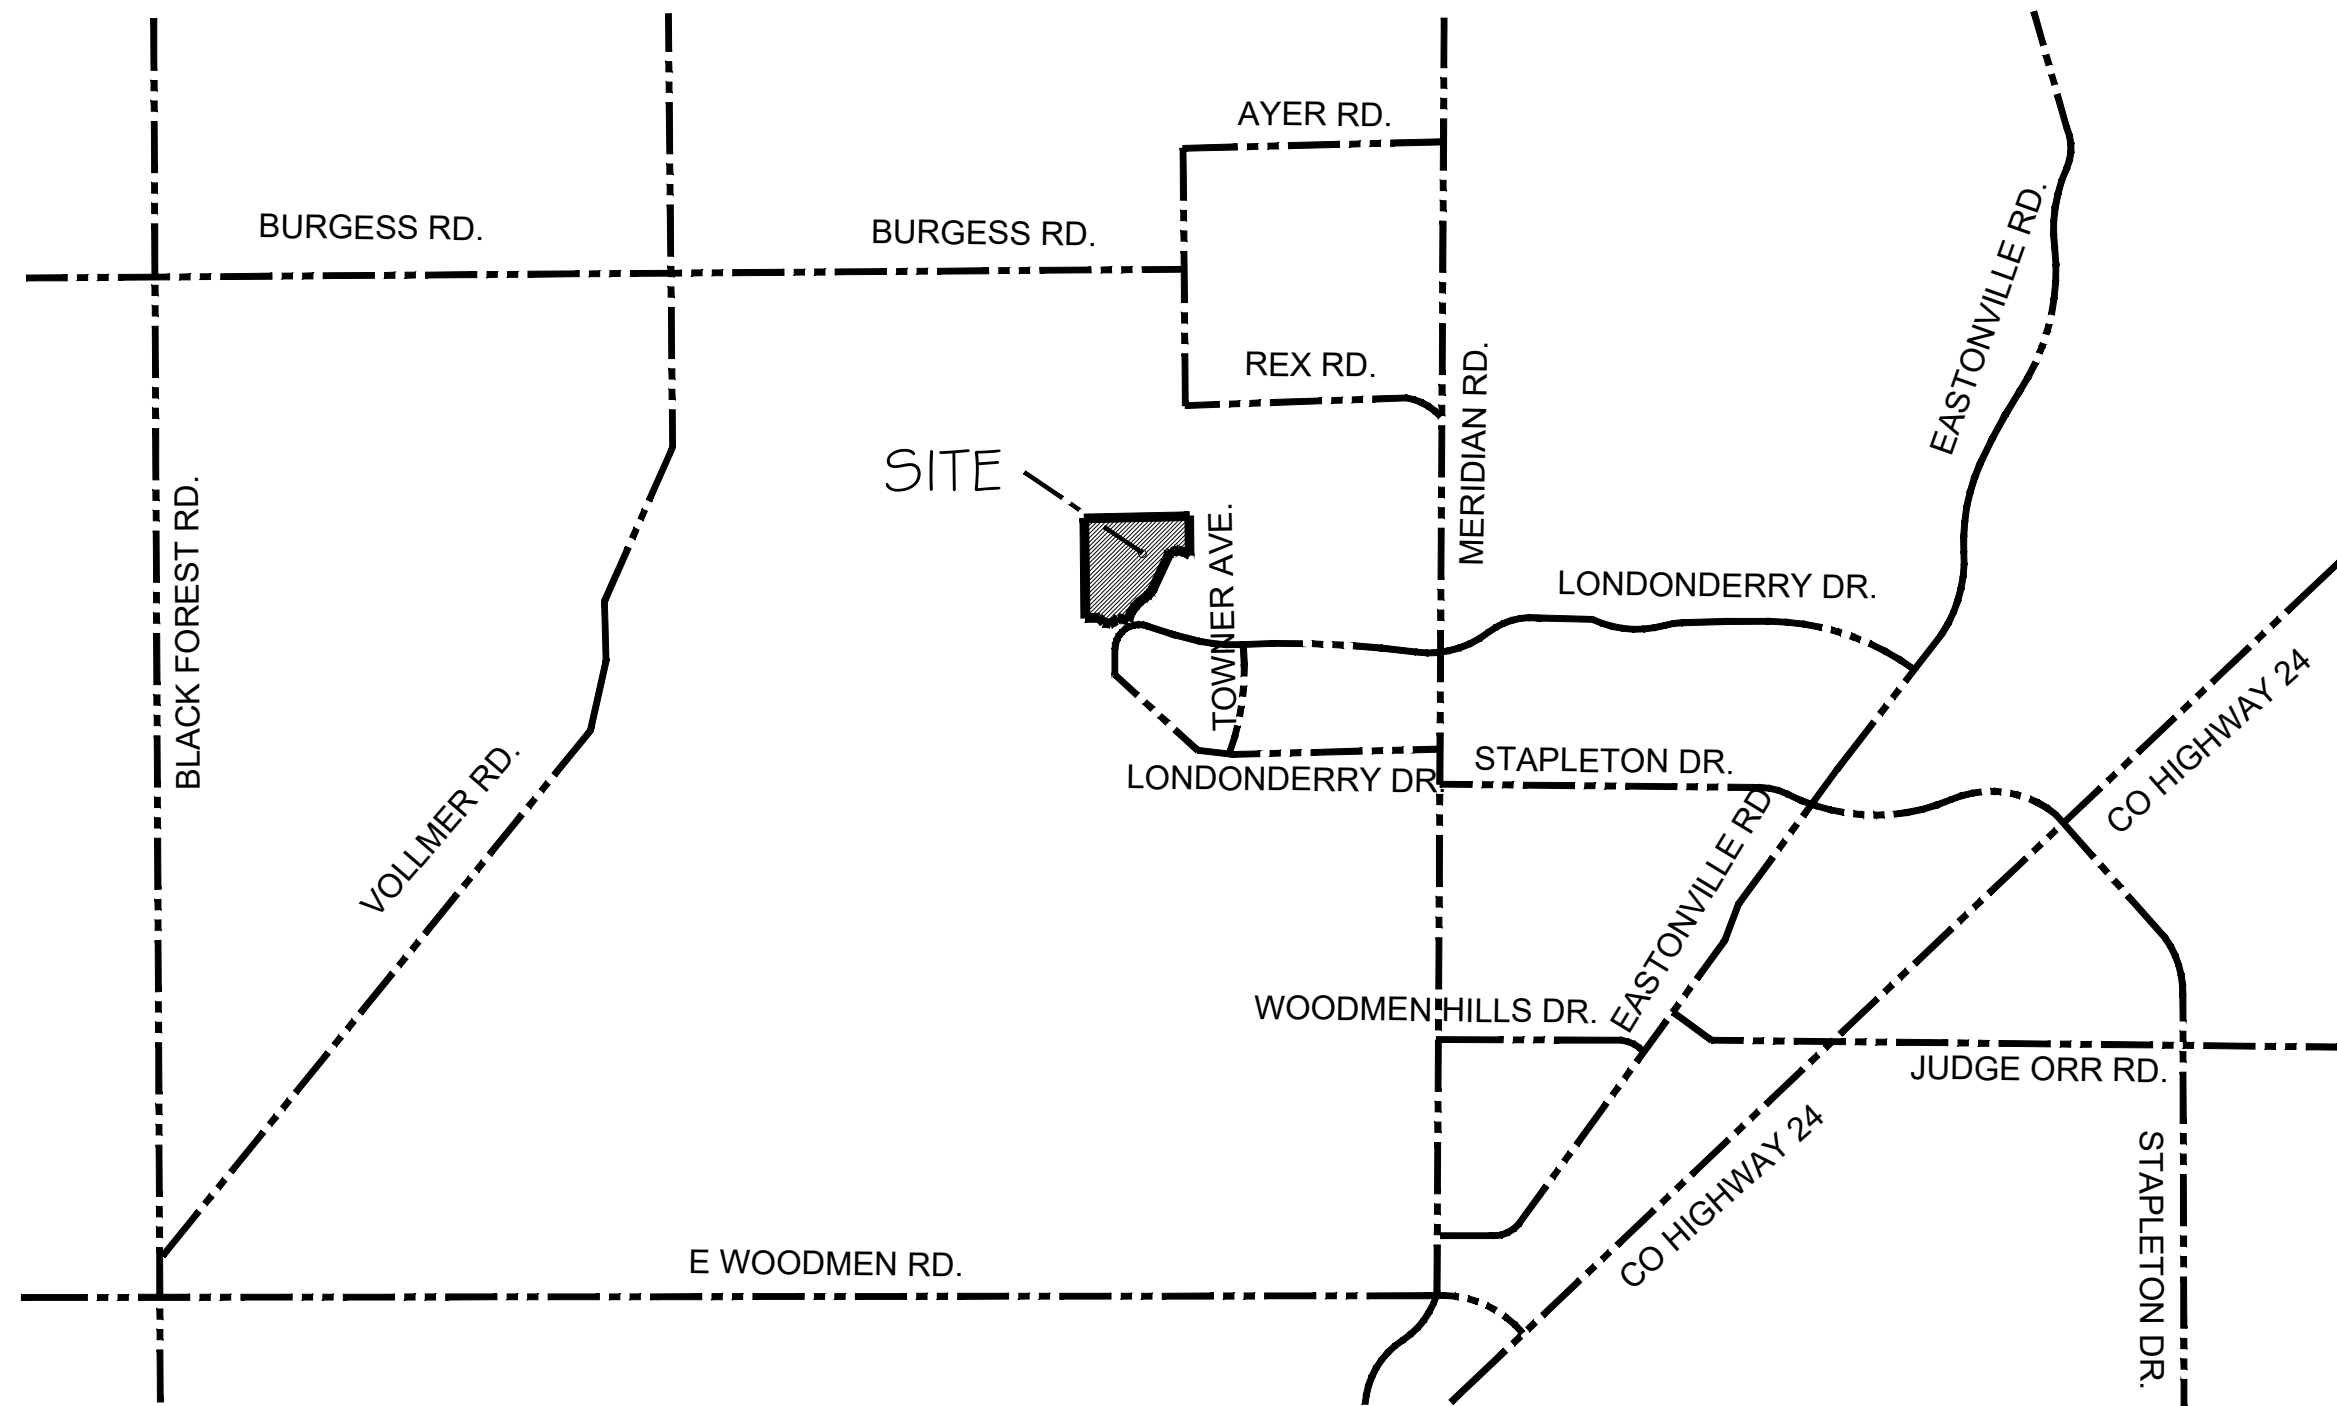 AYER RD.
BURGESS RD.
BURGESS RD.
EASTONVILLE RD.
REX RD.
MERIDIAN RD.
SITE
BLACK FOREST RD.
TOWNER AVE.
LONDONDERRY DR.
CO HIGHWAY 24
VOLLMER RD.
LONDONDERRY DR.
STAPLETON DR.
EASTONVILLE RD.
WOODMEN HILLS DR.
JUDGE ORR RD.
CO HIGHWAY 24
STAPLETON DR.
E WOODMEN RD.